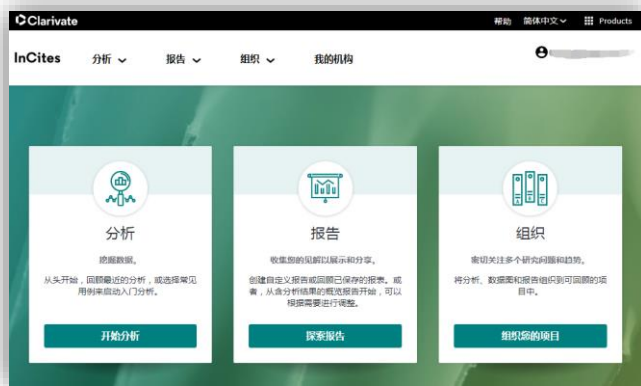 Clarivate
帮助 简体中文 Products
InCites 分析 报告 组织 我的机构
分析
挖掘数据。
从头开始，回顾最近的分析，或选择常见
用例来启动入门分析。
开始分析
报告
收集您的见解以展示和分享。
创建自定义报告或回顾已保存的报表。或
者，从含分析结果的概览报告开始，可以
根据需要进行调整。
探索报告
组织
密切关注多个研究问题和趋势。
将分析、数据面和报告组织到可回顾的项
目中。
组织您的项目